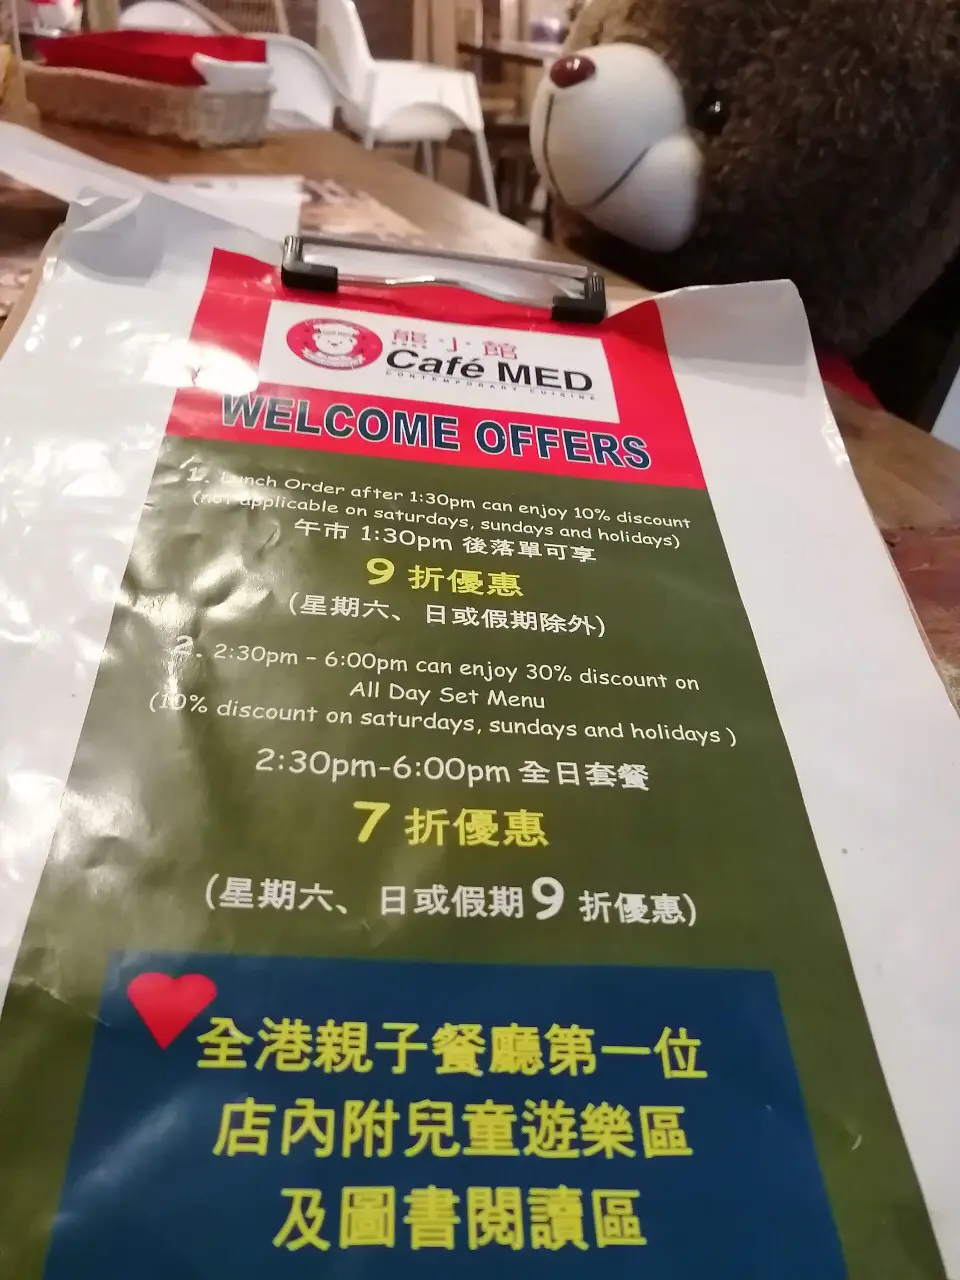 熊小館
Café MED
CONTEMPORARY CUISINE
WELCOME OFFERS
1. Lunch Order after 1:30pm can enjoy 10% discount
(not applicable on saturdays, sundays and holidays)
午市 1:30pm 後落單可享
9 折優惠
(星期六、日或假期除外)
2. 2:30pm – 6:00pm can enjoy 30% discount on
All Day Set Menu
(10% discount on saturdays, sundays and holidays )
2:30pm-6:00pm 全日套餐
7 折優惠
(星期六、日或假期9 折優惠)
全港親子餐廳第一位
店內附兒童遊樂區
及圖書閱讀區